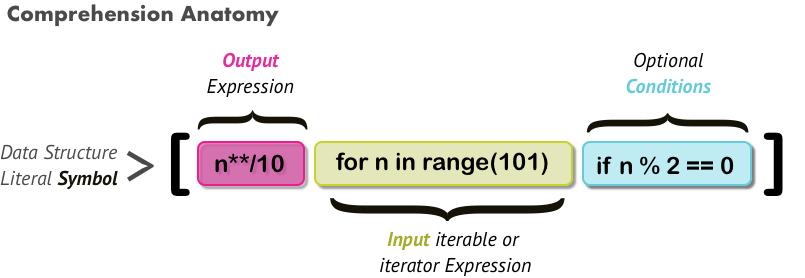 Comprehension Anatomy
Output
Expression
Optional
Conditions
Data Structure
Literal Symbol
>
[ n**/10 for n in range(101) if n % 2 == 0 ]
Input iterable or
iterator Expression